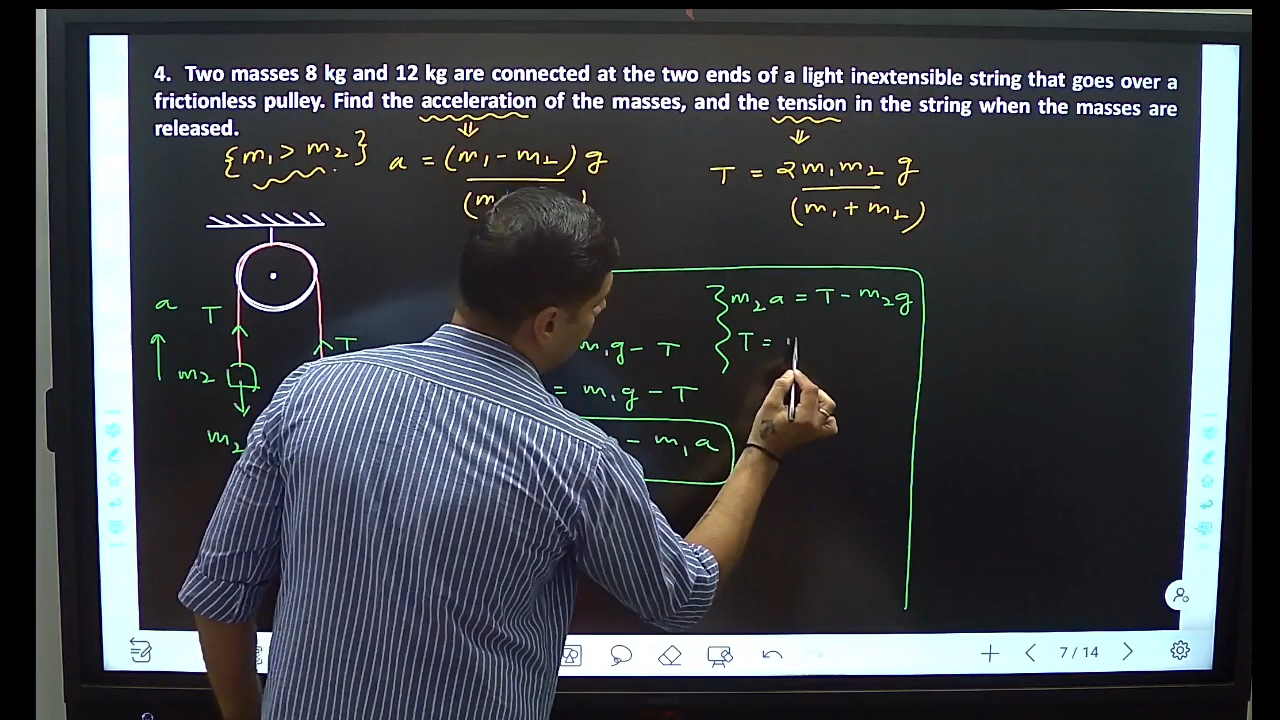 4. Two masses 8 kg and 12 kg are connected at the two ends of a light inextensible string that goes over a
frictionless pulley. Find the acceleration of the masses, and the tension in the string when the masses are
released.
{m₁ > m₂} a = (m₁ - m₂) g
T = 2m₁m₂ g
(m₁ + m₂)
a T
T
m₂
m₂
m₁g - T
= m₁g - T
- m₁a
m₂a = T - m₂g
T =
7 / 14